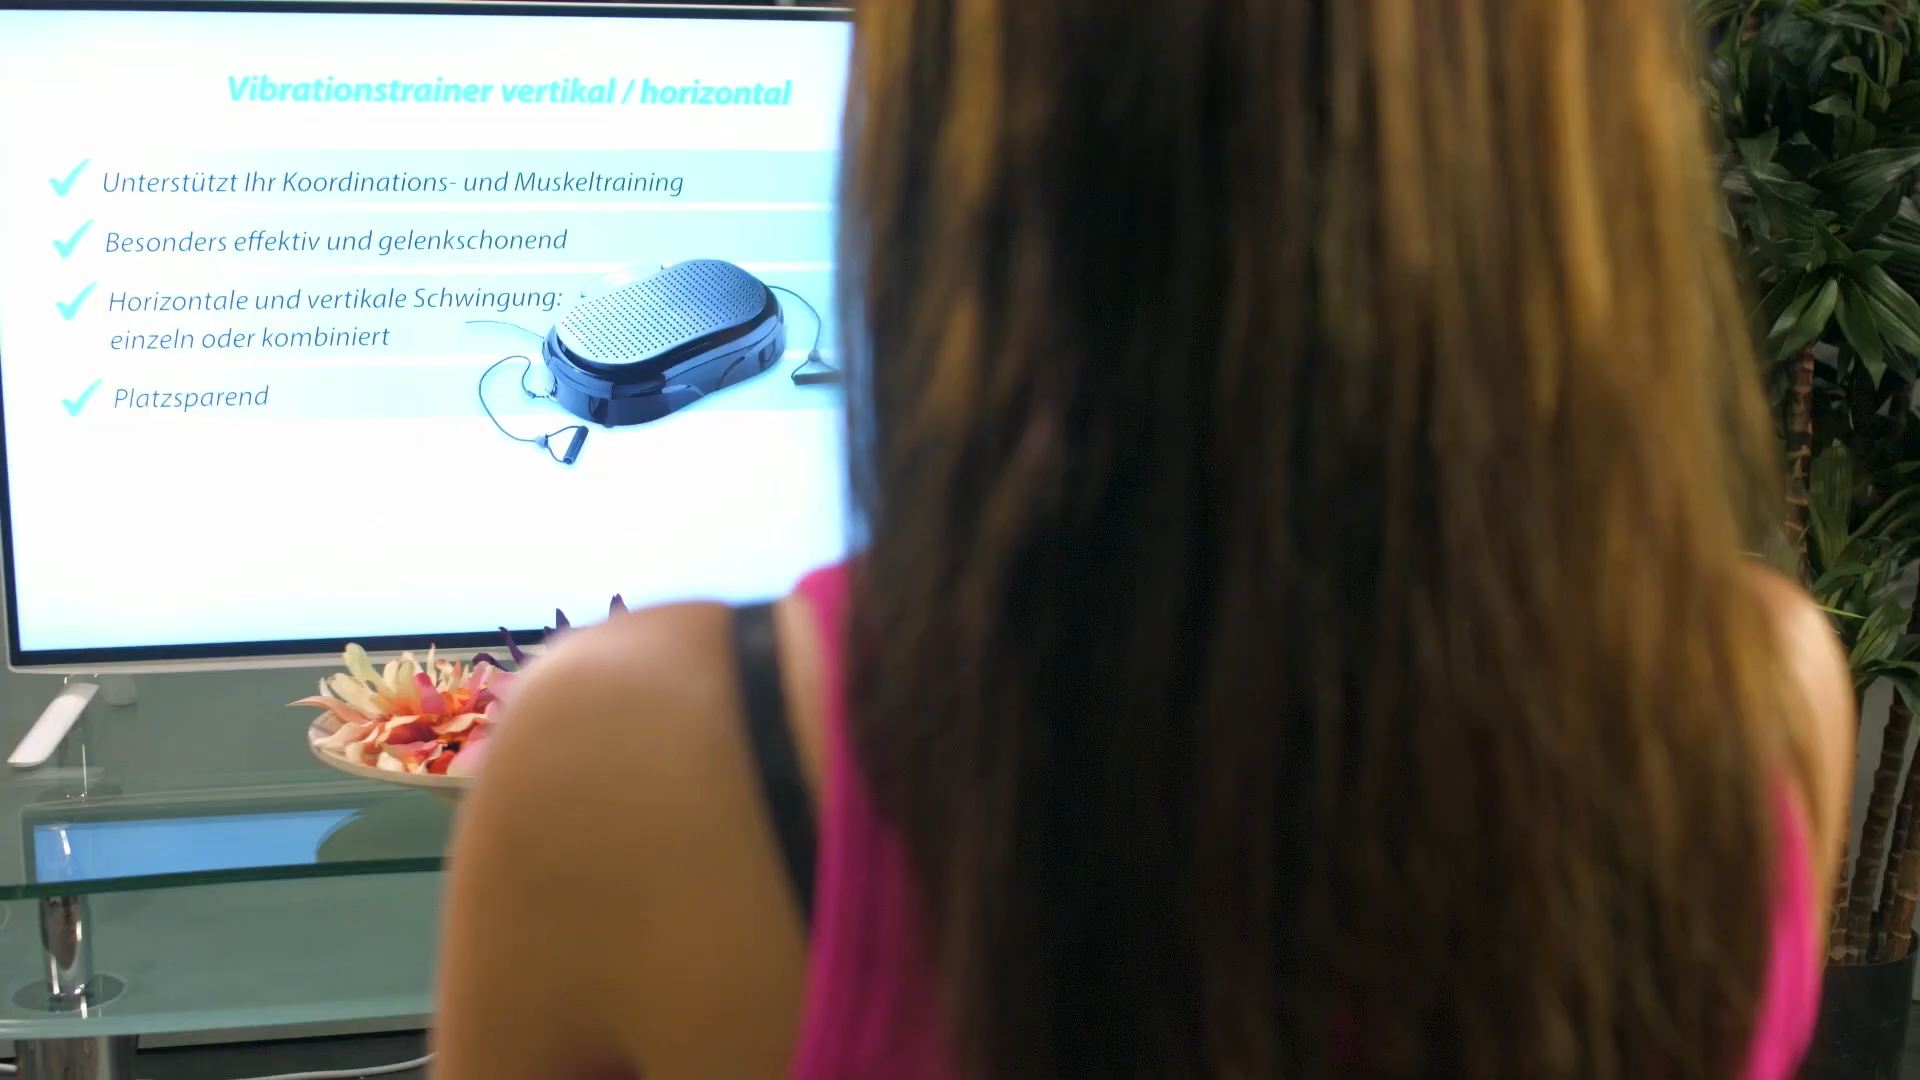 Vibrationstrainer vertikal / horizontal
Unterstützt Ihr Koordinations- und Muskeltraining
Besonders effektiv und gelenkschonend
Horizontale und vertikale Schwingung:
einzeln oder kombiniert
Platzsparend